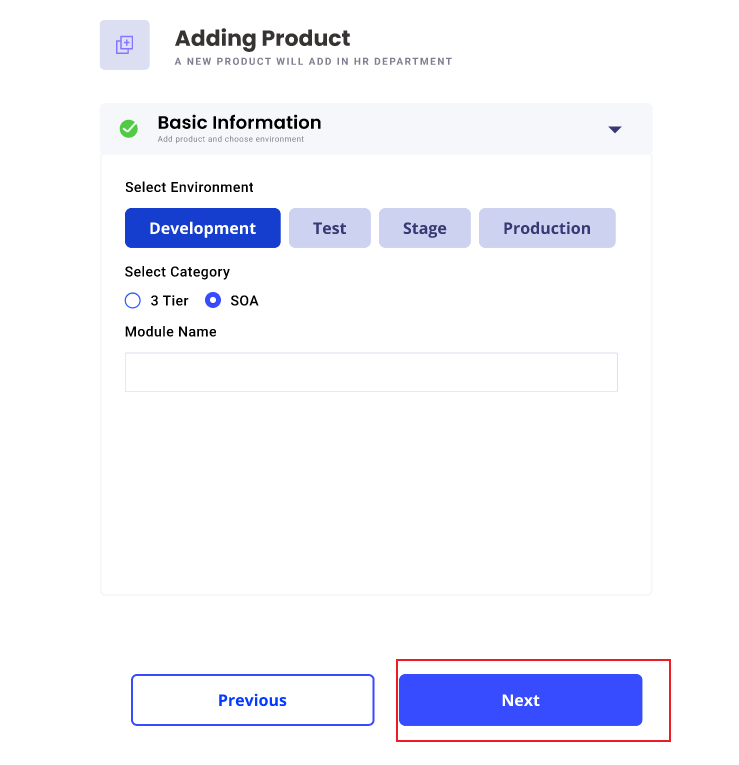 Adding Product
A NEW PRODUCT WILL ADD IN HR DEPARTMENT
Basic Information
Add product and choose environment
Select Environment
Development Test Stage Production
Select Category
3 Tier SOA
Module Name
Previous Next